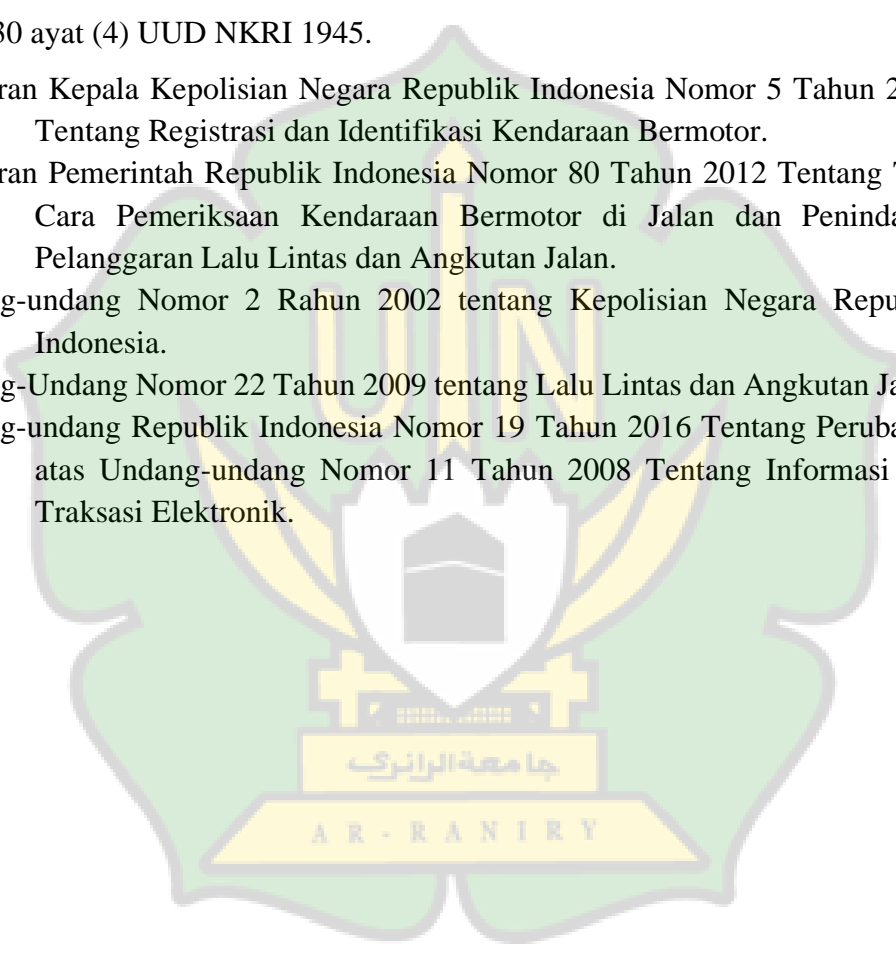 30 ayat (4) UUD NKRI 1945.
ran Kepala Kepolisian Negara Republik Indonesia Nomor 5 Tahun 2
Tentang Registrasi dan Identifikasi Kendaraan Bermotor.
ran Pemerintah Republik Indonesia Nomor 80 Tahun 2012 Tentang T
Cara Pemeriksaan Kendaraan Bermotor di Jalan dan Peninda
Pelanggaran Lalu Lintas dan Angkutan Jalan.
g-undang Nomor 2 Rahun 2002 tentang Kepolisian Negara Repu
Indonesia.
g-Undang Nomor 22 Tahun 2009 tentang Lalu Lintas dan Angkutan Ja
g-undang Republik Indonesia Nomor 19 Tahun 2016 Tentang Peruba
atas Undang-undang Nomor 11 Tahun 2008 Tentang Informasi
Traksasi Elektronik.
UIN
جامعة الرانري
AR-RANIRY